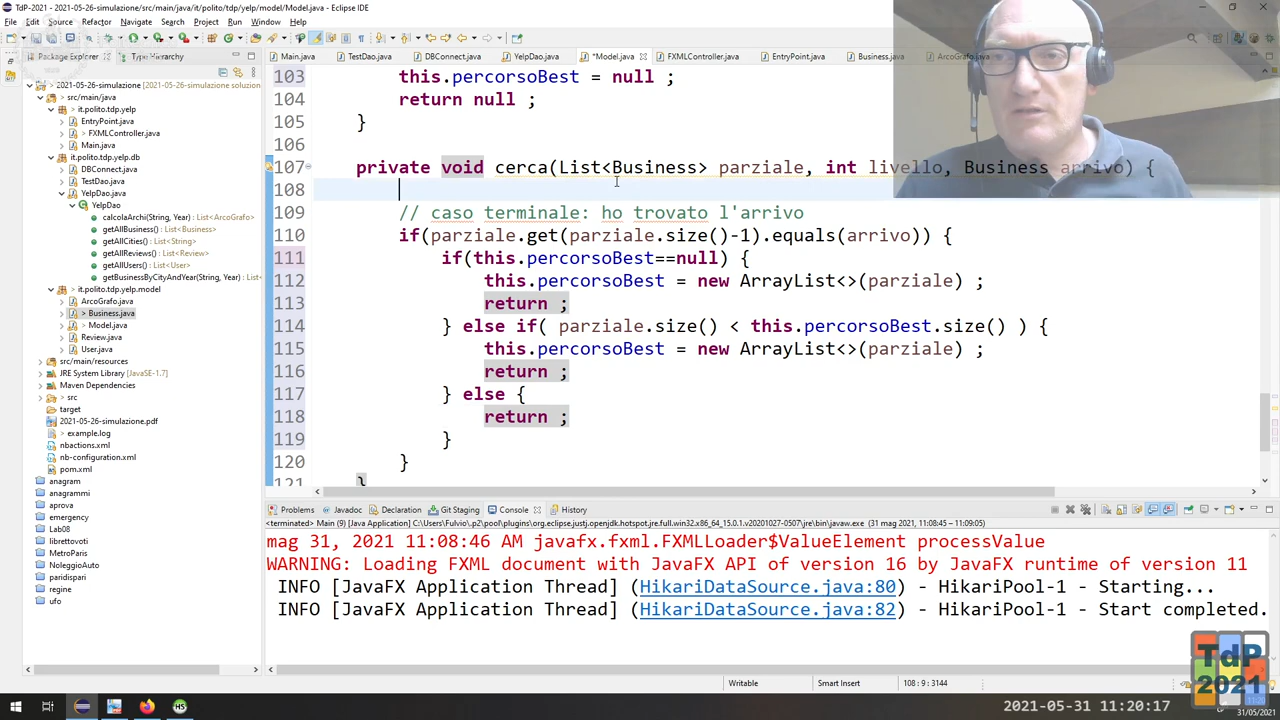 TdP-2021 - 2021-05-26-simulazione/src/main/java/it/polito/tdp/yelp/model/Model.java - Eclipse IDE
File Edit Source Refactor Navigate Search Project Run Window Help
Package Explorer Type Hierarchy
Main.java TestDao.java DBConnect.java YelpDao.java *Model.java FXMLController.java EntryPoint.java Business.java ArcoGrafo.java
2021-05-26-simulazione [2021-05-26-simulazione soluzion
src/main/java
it.polito.tdp.yelp
EntryPoint.java
> FXMLController.java
Main.java
it.polito.tdp.yelp.db
DBConnect.java
TestDao.java
YelpDao.java
YelpDao
calcolaArchi(String, Year) : List<ArcoGrafo>
getAllBusiness() : List<Business>
getAllCities() : List<String>
getAllReviews() : List<Review>
getAllUsers() : List<User>
getBusinessByCityAndYear(String, Year) : List<
it.polito.tdp.yelp.model
ArcoGrafo.java
> Business.java
> Model.java
Review.java
User.java
src/main/resources
JRE System Library [JavaSE-1.7]
Maven Dependencies
src
target
2021-05-26-simulazione.pdf
> example.log
nbactions.xml
nb-configuration.xml
pom.xml
anagram
anagrammi
aprova
emergency
Lab08
librettovoti
MetroParis
NoleggioAuto
paridispari
regine
ufo
103 this.percorsoBest = null ;
104 return null ;
105 }
106
107 private void cerca(List<Business> parziale, int livello, Business arrivo) {
108
109 // caso terminale: ho trovato l'arrivo
110 if(parziale.get(parziale.size()-1).equals(arrivo)) {
111 if(this.percorsoBest==null) {
112 this.percorsoBest = new ArrayList<>(parziale) ;
113 return ;
114 } else if( parziale.size() < this.percorsoBest.size() ) {
115 this.percorsoBest = new ArrayList<>(parziale) ;
116 return ;
117 } else {
118 return ;
119 }
120 }
121 }
Problems Javadoc Declaration Git Staging Console History
<terminated> Main (9) [Java Application] C:\Users\Fulvio\.p2\pool\plugins\org.eclipse.justj.openjdk.hotspot.jre.full.win32.x86_64_15.0.1.v20201027-0507\jre\bin\javaw.exe (31 mag 2021, 11:08:45 – 11:09:05)
mag 31, 2021 11:08:46 AM javafx.fxml.FXMLLoader$ValueElement processValue
WARNING: Loading FXML document with JavaFX API of version 16 by JavaFX runtime of version 11
INFO [JavaFX Application Thread] (HikariDataSource.java:80) - HikariPool-1 - Starting...
INFO [JavaFX Application Thread] (HikariDataSource.java:82) - HikariPool-1 - Start completed.
Writable Smart Insert 108 : 9 : 3144
TdP
2021
2021-05-31 11:20:17
31/05/2021